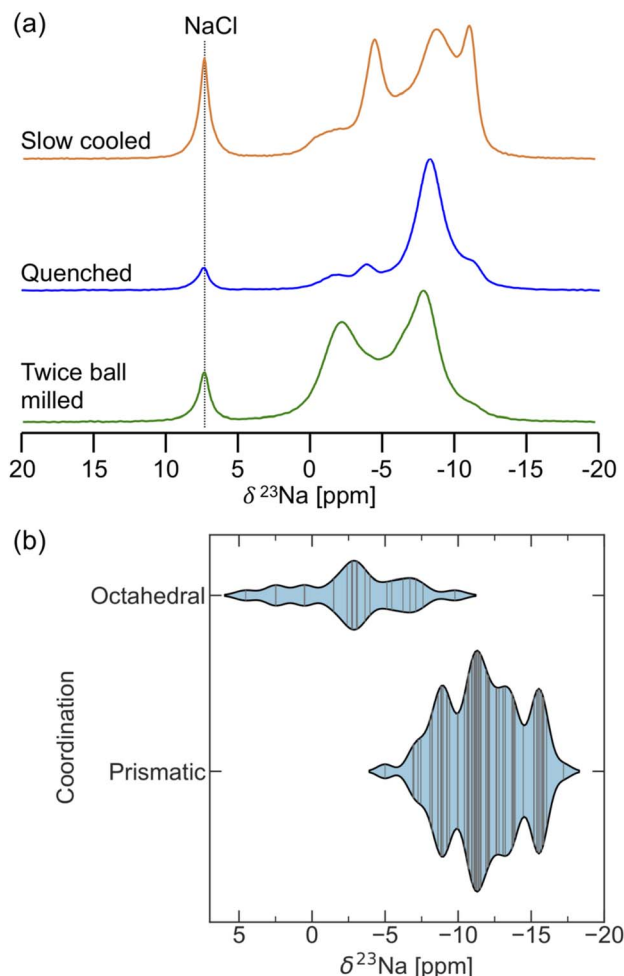 (a)
NaCl
Slow cooled
Quenched
Twice ball
milled
20 15 10 5 0 -5 -10 -15 -20
δ ²³Na [ppm]
(b)
Octahedral
Coordination
Prismatic
5 0 −5 −10 −15 −20
δ²³Na [ppm]